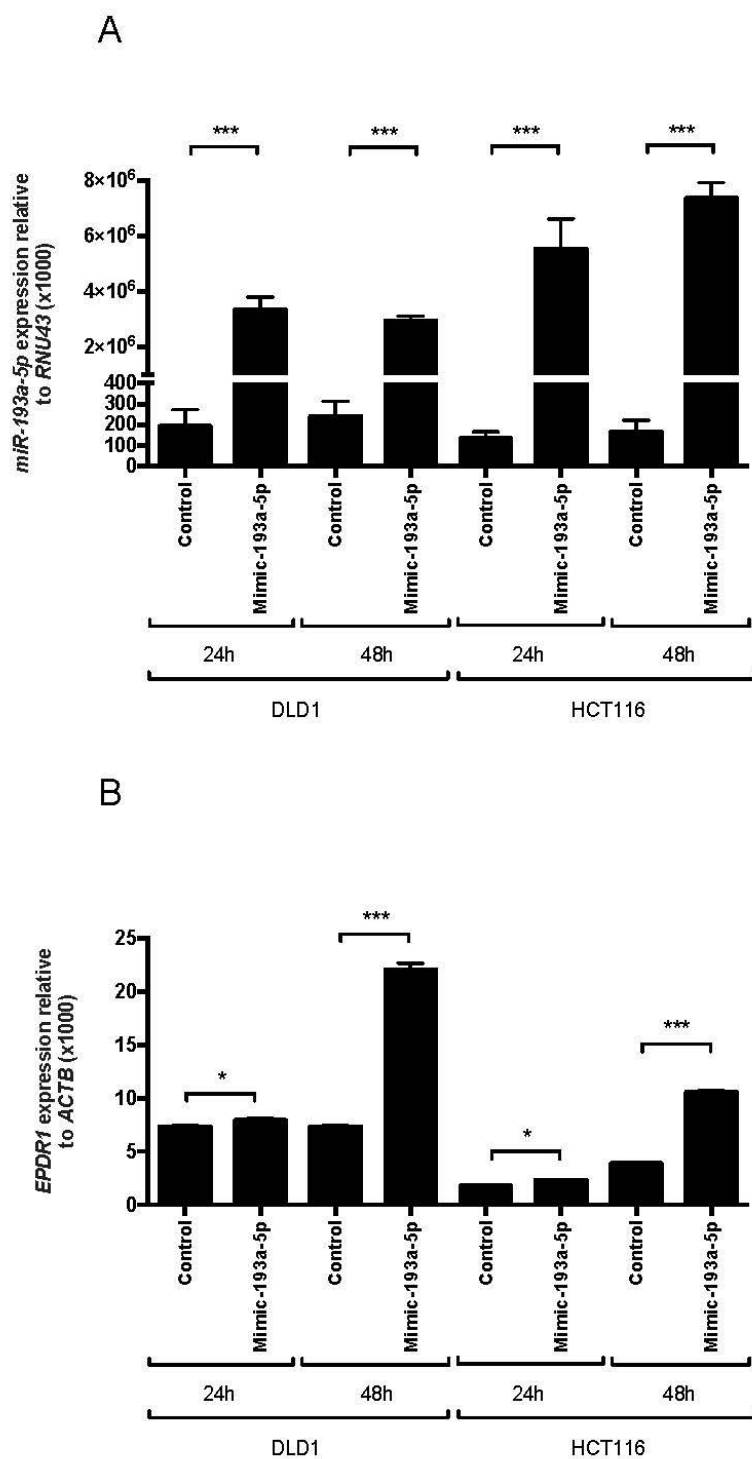 A
*** *** *** ***
miR-193a-5p expression relative
to RNU43 (x1000)
8×10⁶
6×10⁶
4×10⁶
2×10⁶
400
300
200
100
0
Control Mimic-193a-5p Control Mimic-193a-5p Control Mimic-193a-5p Control Mimic-193a-5p
24h 48h 24h 48h
DLD1 HCT116
B
EPDR1 expression relative
to ACTB (x1000)
25
20
15
10
5
0
* *** * ***
Control Mimic-193a-5p Control Mimic-193a-5p Control Mimic-193a-5p Control Mimic-193a-5p
24h 48h 24h 48h
DLD1 HCT116